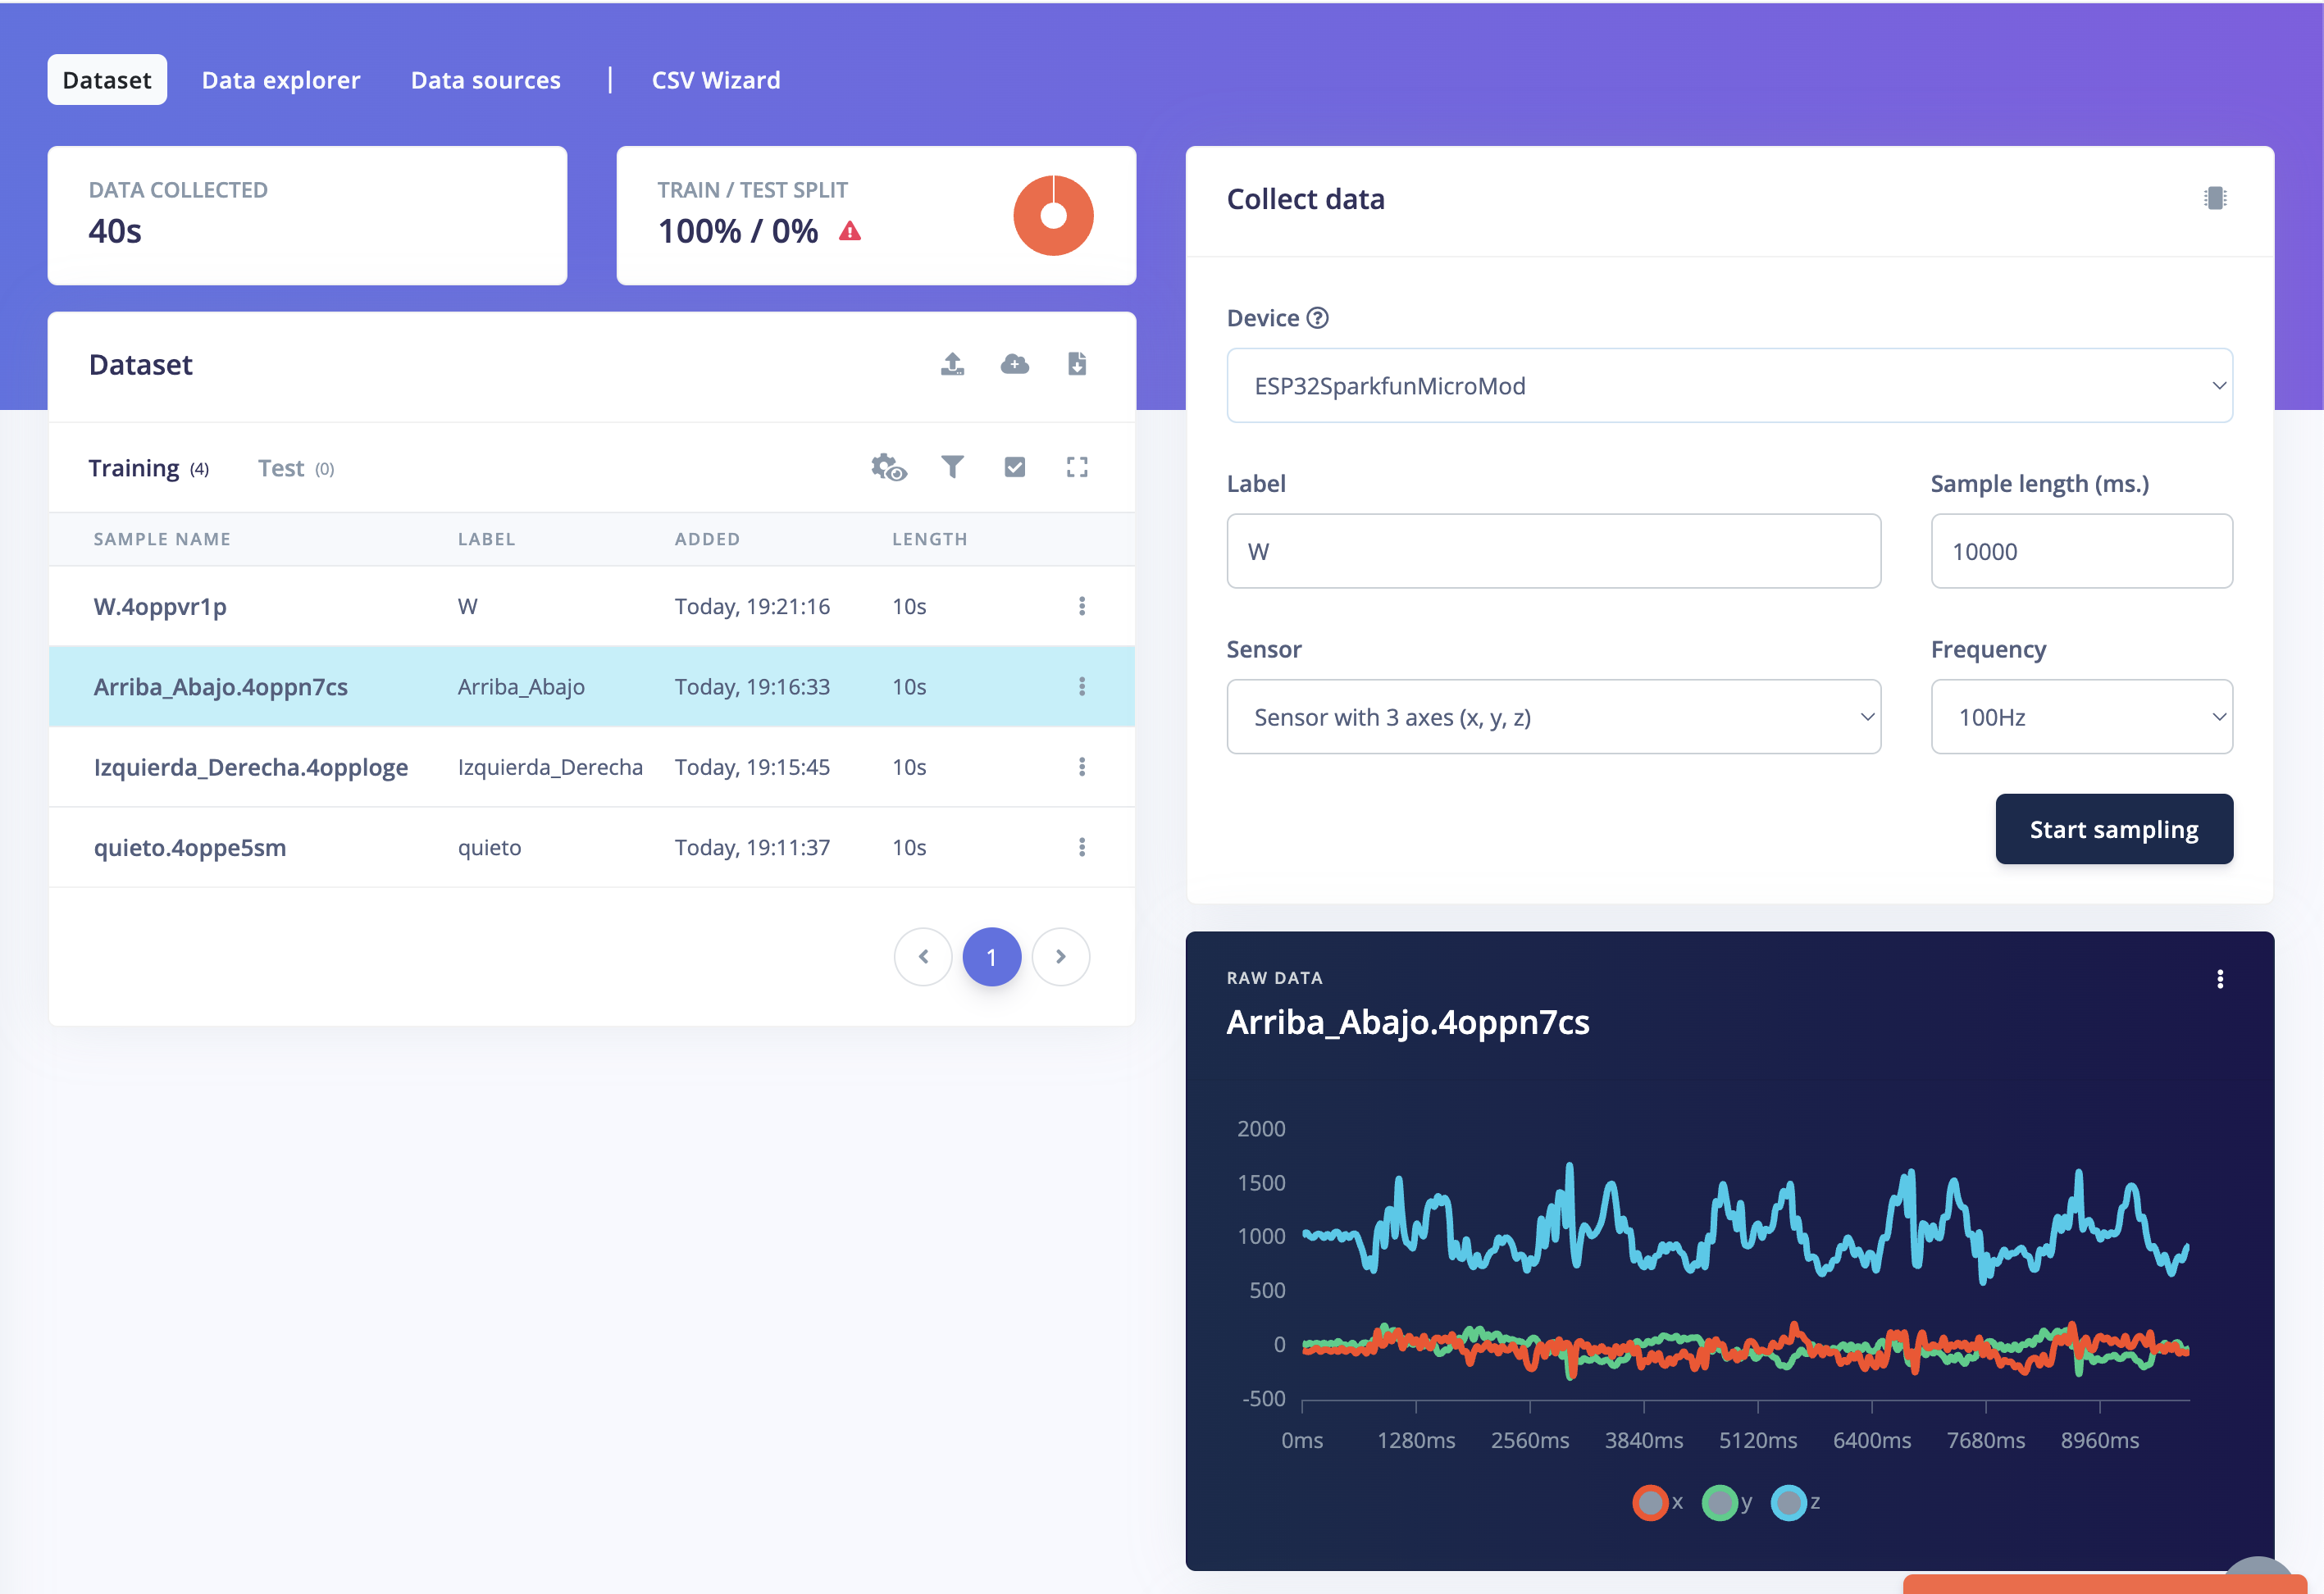 Dataset Data explorer Data sources | CSV Wizard
DATA COLLECTED
40s
TRAIN / TEST SPLIT
100% / 0%
Dataset
Training (4) Test (0)
SAMPLE NAME LABEL ADDED LENGTH
W.4oppvr1p W Today, 19:21:16 10s
Arriba_Abajo.4oppn7cs Arriba_Abajo Today, 19:16:33 10s
Izquierda_Derecha.4opploge Izquierda_Derecha Today, 19:15:45 10s
quieto.4oppe5sm quieto Today, 19:11:37 10s
1
Collect data
Device
ESP32SparkfunMicroMod
Label Sample length (ms.)
W 10000
Sensor Frequency
Sensor with 3 axes (x, y, z) 100Hz
Start sampling
RAW DATA
Arriba_Abajo.4oppn7cs
2000
1500
1000
500
0
-500
0ms 1280ms 2560ms 3840ms 5120ms 6400ms 7680ms 8960ms
x y z